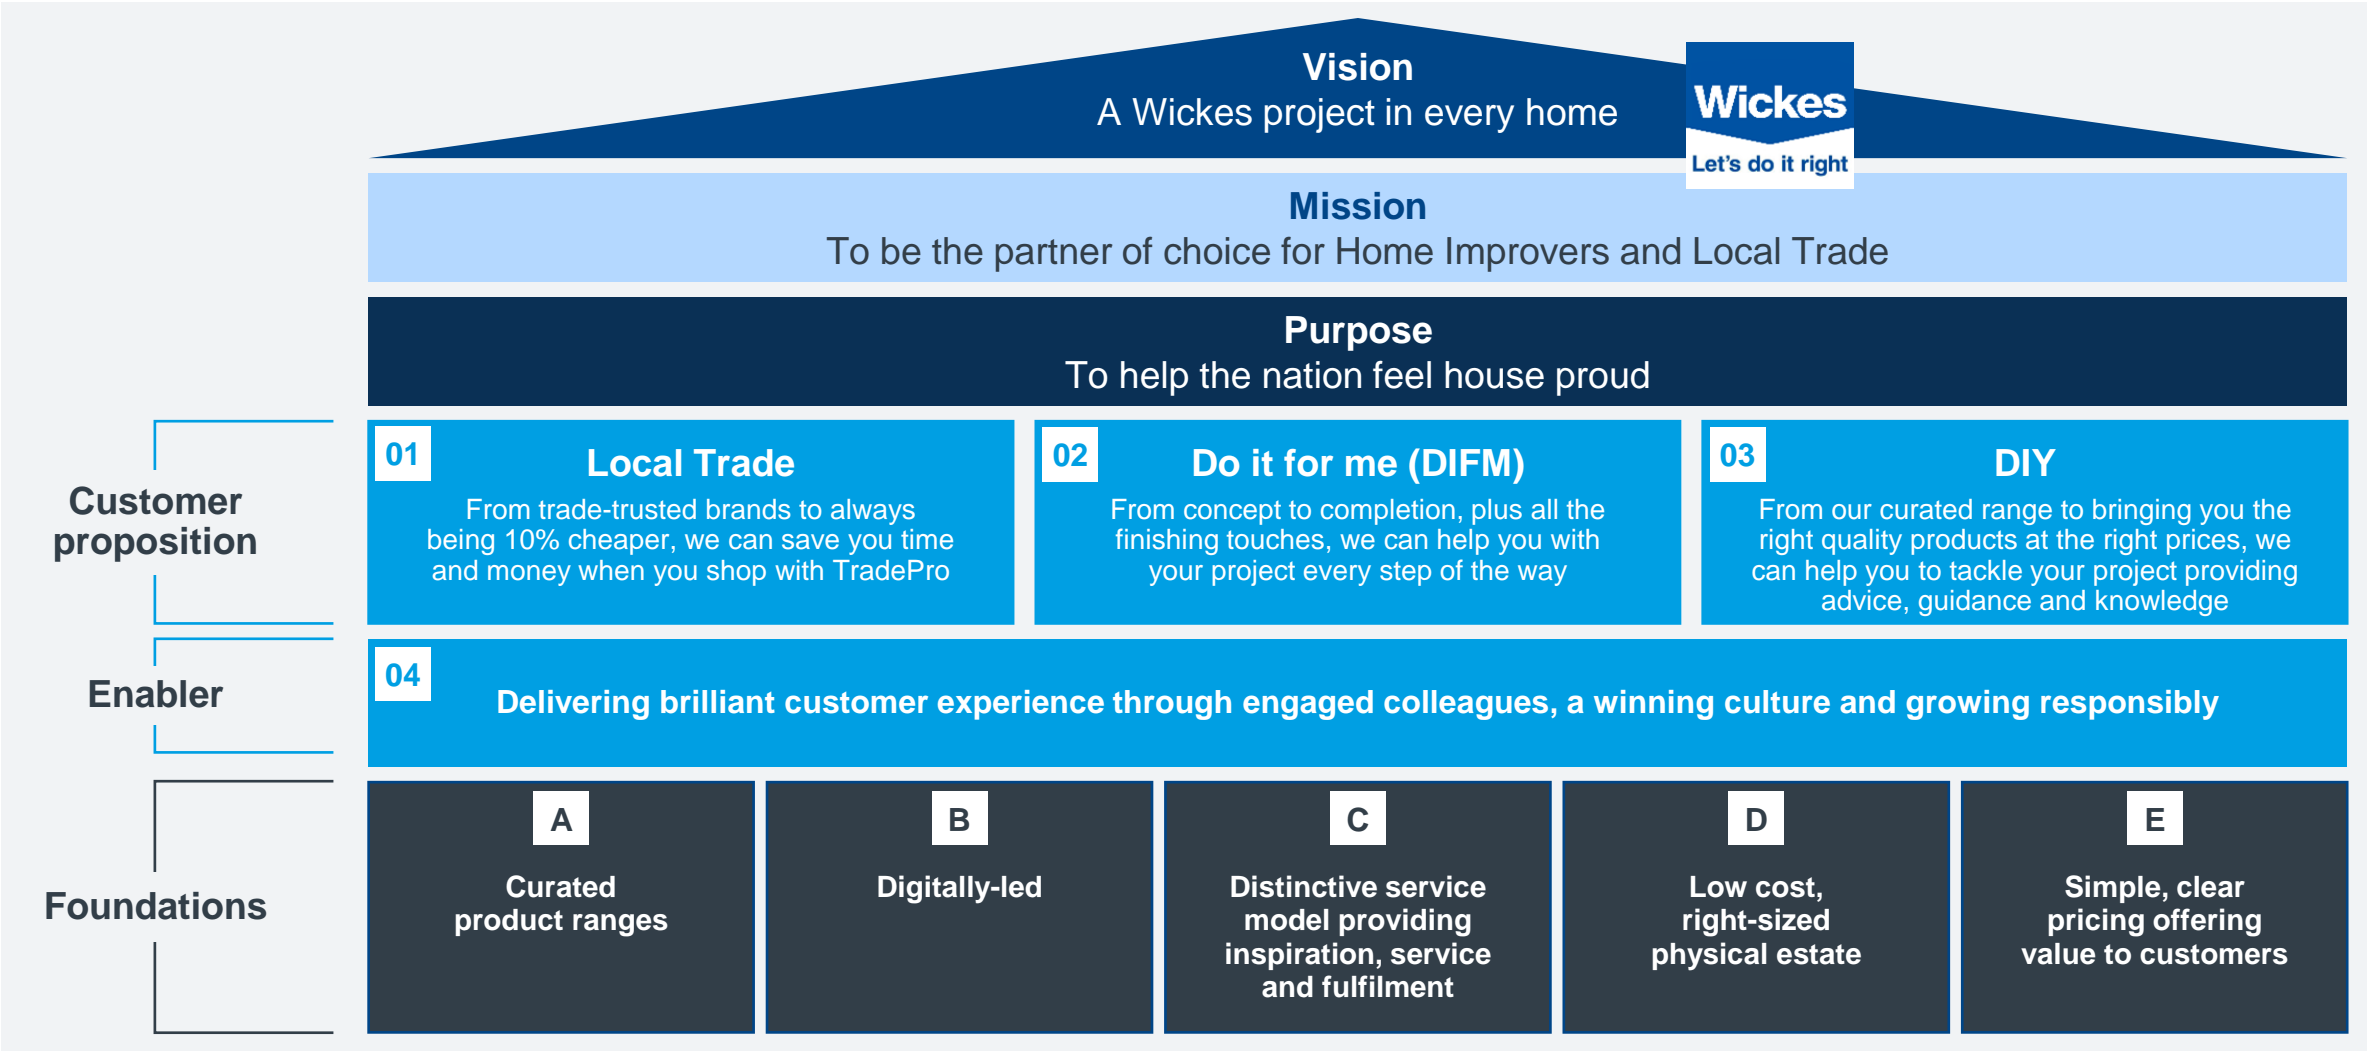 Vision
A Wickes project in every home
Wickes
Let's do it right
Mission
To be the partner of choice for Home Improvers and Local Trade
Purpose
To help the nation feel house proud
Customer
proposition
01
Local Trade
From trade-trusted brands to always
being 10% cheaper, we can save you time
and money when you shop with TradePro
02
Do it for me (DIFM)
From concept to completion, plus all the
finishing touches, we can help you with
your project every step of the way
03
DIY
From our curated range to bringing you the
right quality products at the right prices, we
can help you to tackle your project providing
advice, guidance and knowledge
Enabler
04
Delivering brilliant customer experience through engaged colleagues, a winning culture and growing responsibly
Foundations
A
Curated
product ranges
B
Digitally-led
C
Distinctive service
model providing
inspiration, service
and fulfilment
D
Low cost,
right-sized
physical estate
E
Simple, clear
pricing offering
value to customers